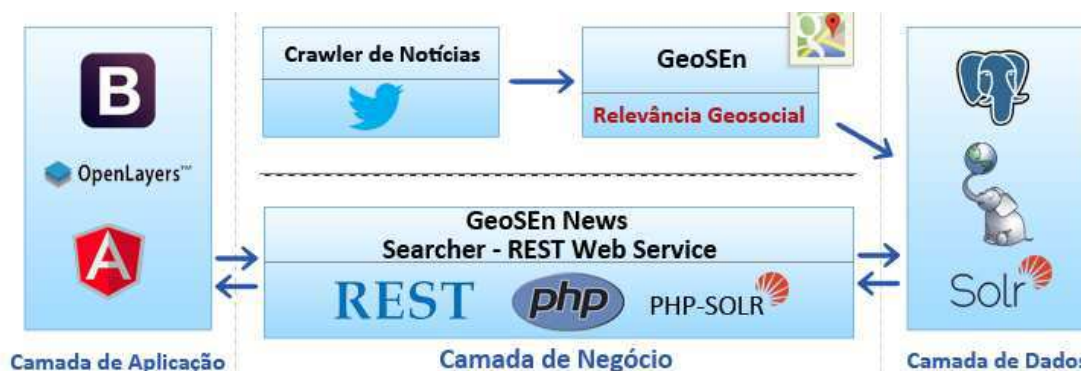 B
OpenLayers™
A
Camada de Aplicação
Crawler de Notícias
GeoSEn
Relevância Geosocial
GeoSEn News
Searcher - REST Web Service
REST
php
PHP-SOLR
Camada de Negócio
Solr
Camada de Dados